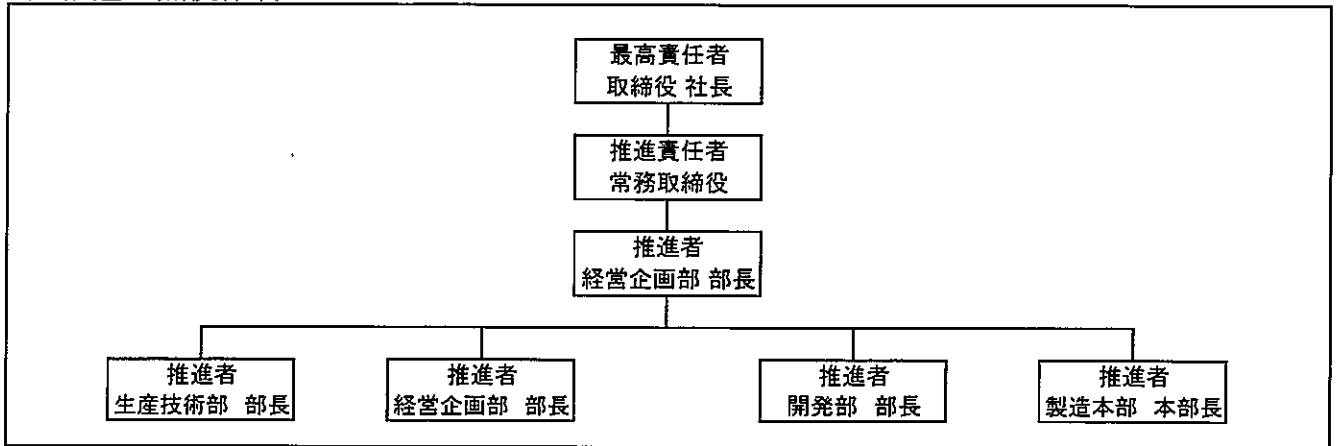 最高責任者
取締役 社長
推進責任者
常務取締役
推進者
経営企画部 部長
推進者
生産技術部 部長
推進者
経営企画部 部長
推進者
開発部 部長
推進者
製造本部 本部長